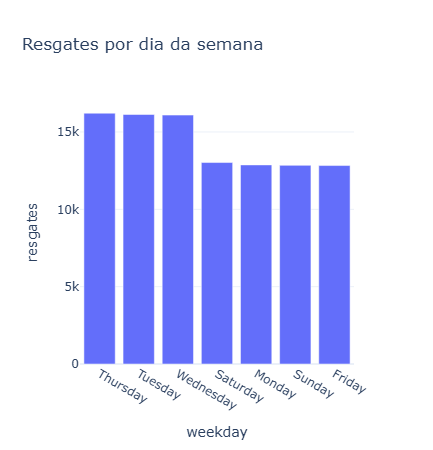 Resgates por dia da semana
15k
10k
5k
0
resgates
Thursday
Tuesday
Wednesday
Saturday
Monday
Sunday
Friday
weekday